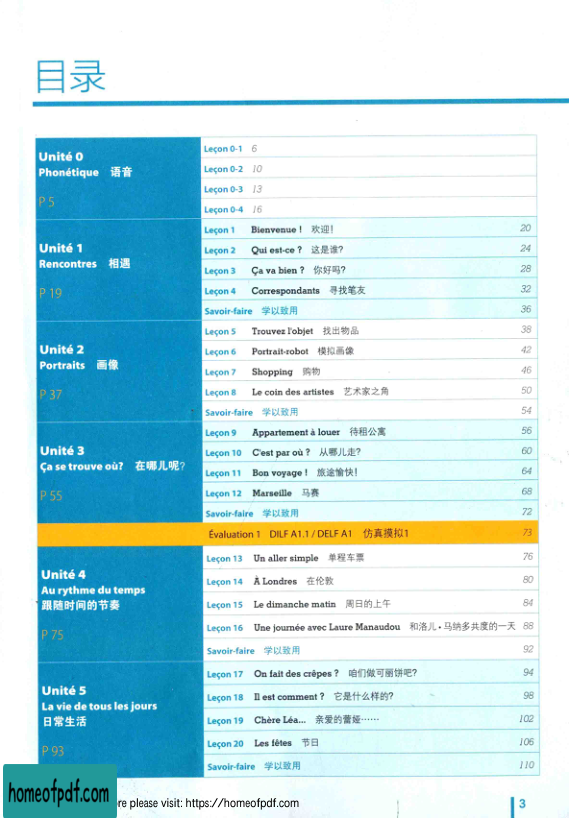 目录
Unité 0
Phonétique 语音
P 5
Leçon 0-1 6
Leçon 0-2 10
Leçon 0-3 13
Leçon 0-4 16
Unité 1
Rencontres 相遇
P 19
Leçon 1 Bienvenue ! 欢迎! 20
Leçon 2 Qui est-ce ? 这是谁? 24
Leçon 3 Ça va bien ? 你好吗? 28
Leçon 4 Correspondants 寻找笔友 32
Savoir-faire 学以致用 36
Unité 2
Portraits 画像
P 37
Leçon 5 Trouvez l'objet 找出物品 38
Leçon 6 Portrait-robot 模拟画像 42
Leçon 7 Shopping 购物 46
Leçon 8 Le coin des artistes 艺术家之角 50
Savoir-faire 学以致用 54
Unité 3
Ça se trouve où? 在哪儿呢?
P 55
Leçon 9 Appartement à louer 待租公寓 56
Leçon 10 C'est par où ? 从哪儿走? 60
Leçon 11 Bon voyage ! 旅途愉快! 64
Leçon 12 Marseille 马赛 68
Savoir-faire 学以致用 72
Évaluation 1 DILF A1.1 / DELF A1 仿真摸拟1 73
Unité 4
Au rythme du temps
跟随时间的节奏
P 75
Leçon 13 Un aller simple 单程车票 76
Leçon 14 À Londres 在伦敦 80
Leçon 15 Le dimanche matin 周日的上午 84
Leçon 16 Une journée avec Laure Manaudou 和洛儿·马纳多共度的一天 88
Savoir-faire 学以致用 92
Unité 5
La vie de tous les jours
日常生活
P 93
Leçon 17 On fait des crêpes ? 咱们做可丽饼吧? 94
Leçon 18 Il est comment ? 它是什么样的? 98
Leçon 19 Chère Léa... 亲爱的蕾娅…… 102
Leçon 20 Les fêtes 节日 106
Savoir-faire 学以致用 110
homeofpdf.com
re please visit: https://homeofpdf.com
3